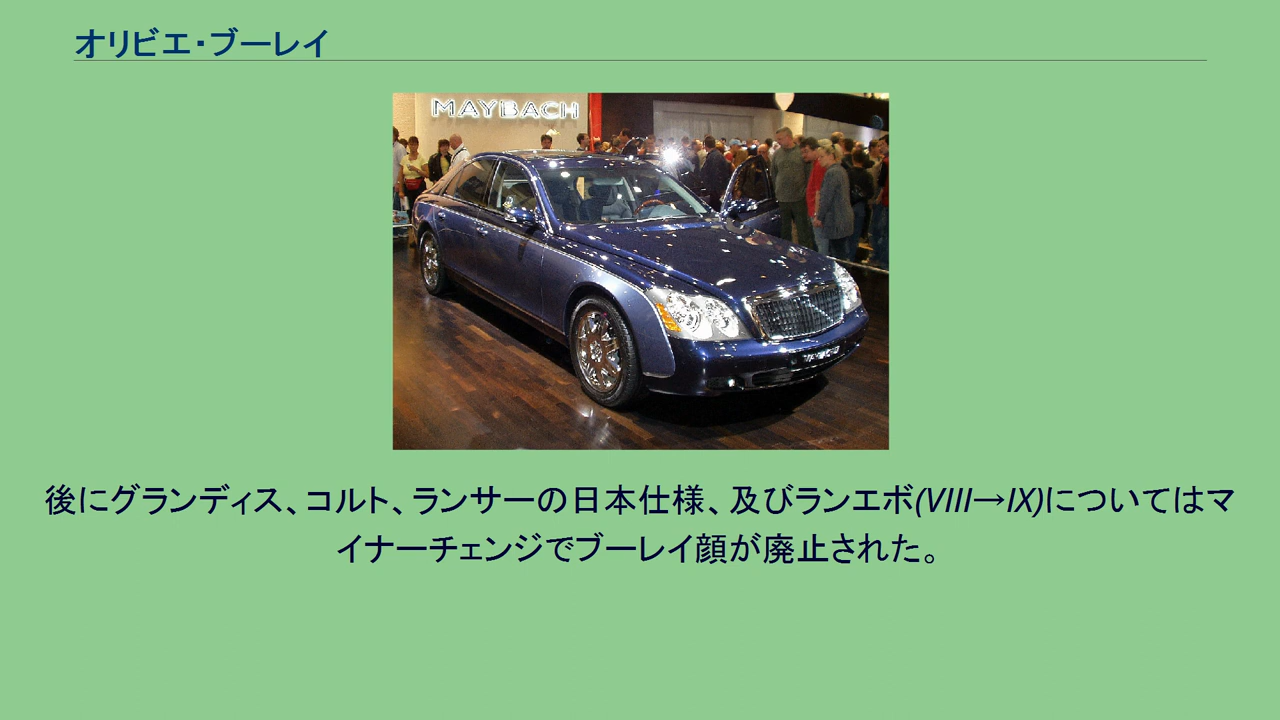 オリビエ・ブーレイ
MAYBACH
後にグランディス、コルト、ランサーの日本仕様、及びランエボ(VIII→IX)についてはマ
イナーチェンジでブーレイ顔が廃止された。